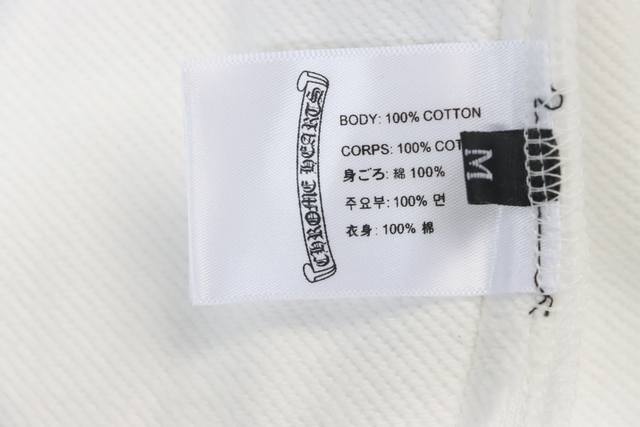 CHROME HEARTS
BODY: 100% COTTON
CORPS: 100% COT
身ごろ: 綿 100%
주요부: 100% 면
衣身: 100% 棉
M